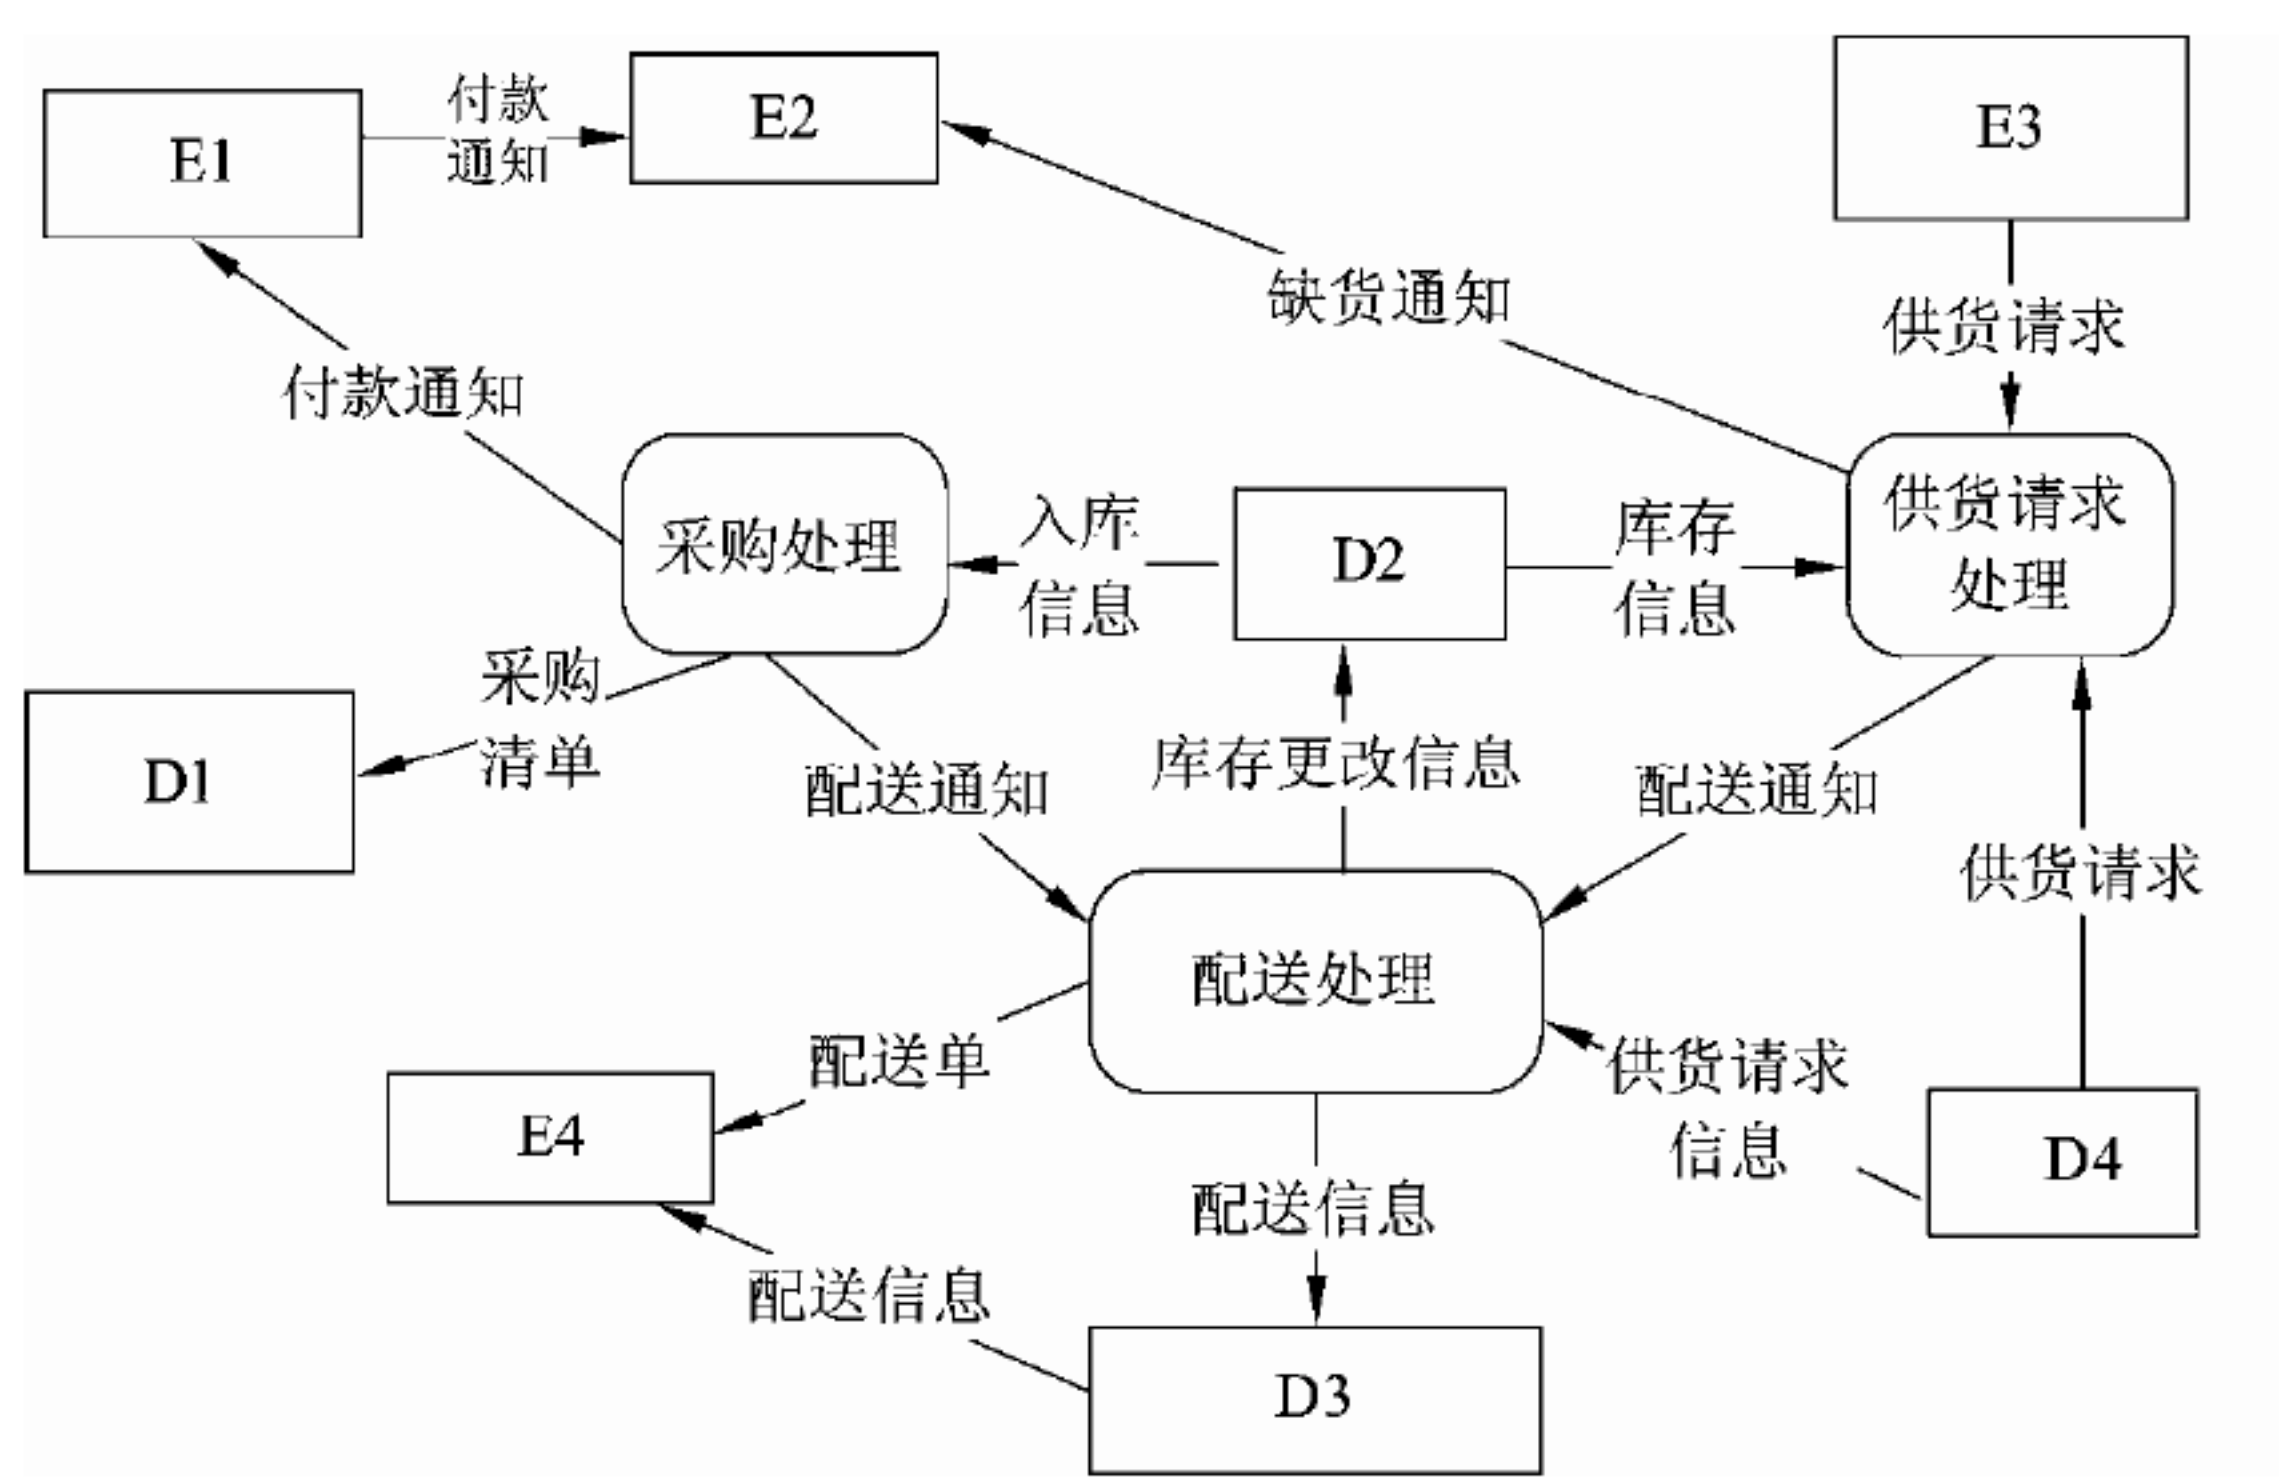 E1
付款
通知
E2
E3
缺货通知
供货请求
付款通知
采购处理
入库
信息
D2
库存
信息
供货请求
处理
采购
清单
D1
配送通知
库存更改信息
配送通知
供货请求
配送处理
配送单
供货请求
信息
E4
D4
配送信息
配送信息
D3